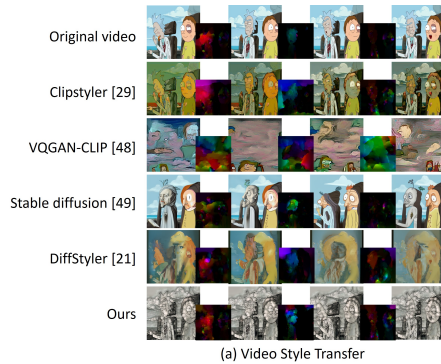 Original video
Clipstyler [29]
VQGAN-CLIP [48]
Stable diffusion [49]
DiffStyler [21]
Ours
(a) Video Style Transfer